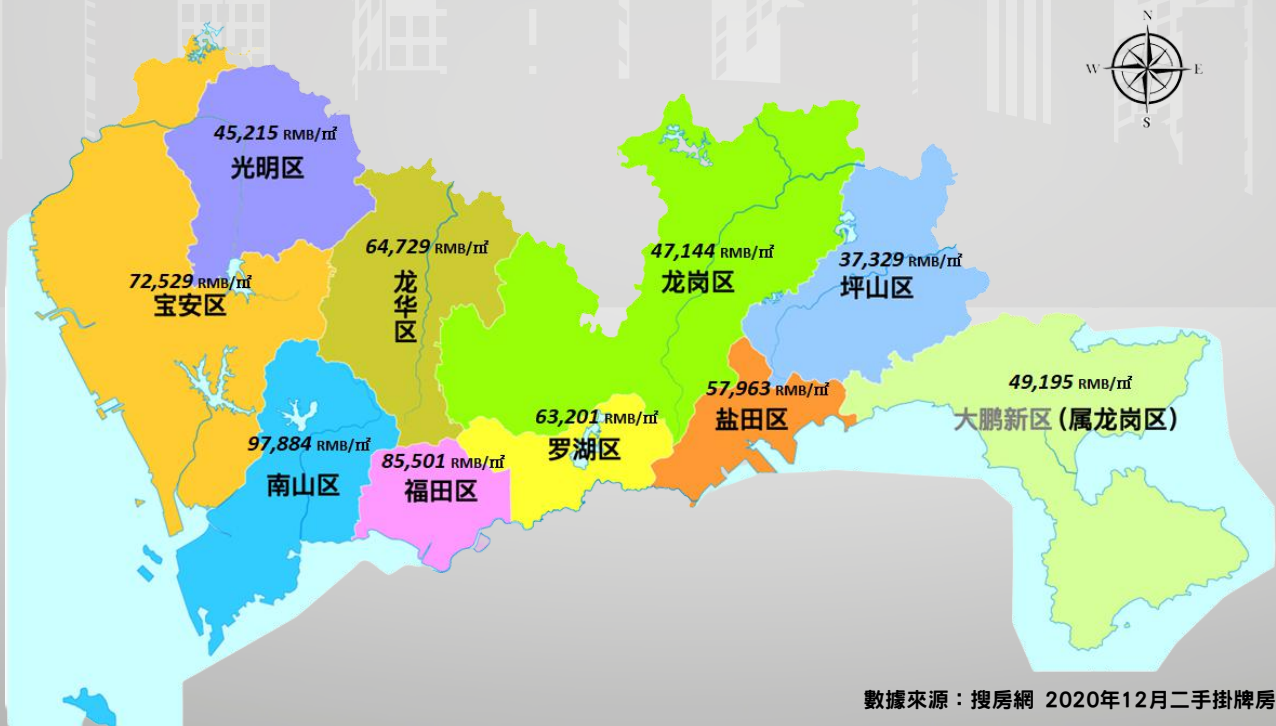 N
W E
S
45,215 RMB/㎡
光明区
64,729 RMB/㎡
龙华区
47,144 RMB/㎡
龙岗区
37,329 RMB/㎡
坪山区
72,529 RMB/㎡
宝安区
49,195 RMB/㎡
大鹏新区 (属龙岗区)
57,963 RMB/㎡
盐田区
63,201 RMB/㎡
罗湖区
97,884 RMB/㎡
南山区
85,501 RMB/㎡
福田区
數據來源：搜房網 2020年12月二手掛牌房